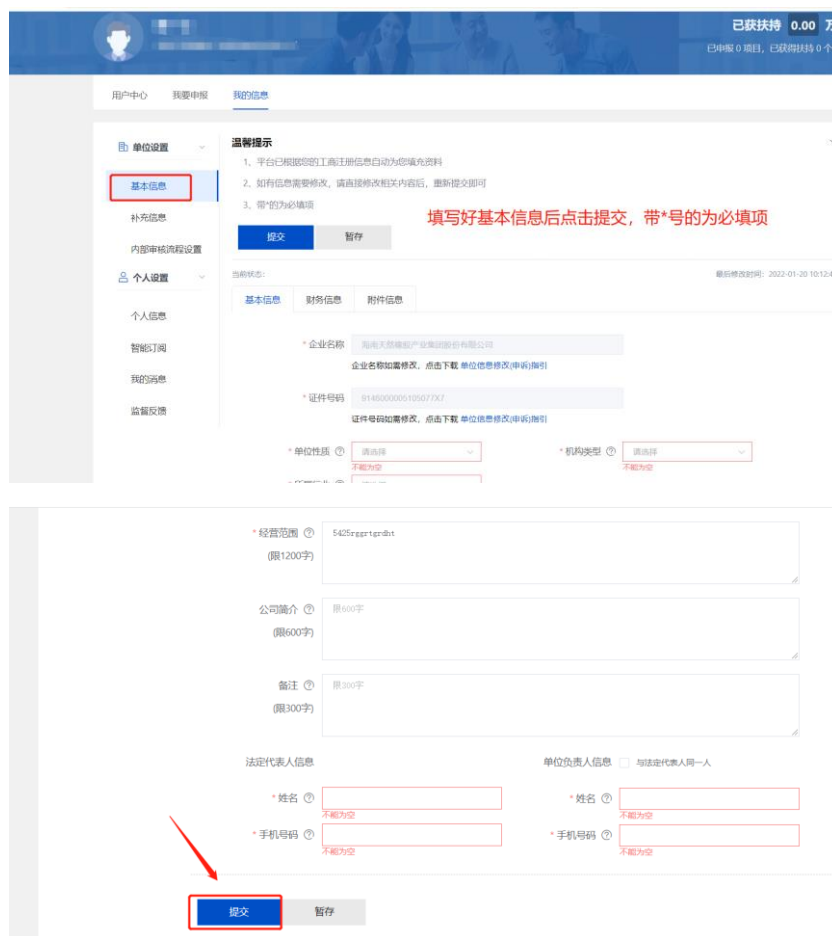 已获扶持 0.00 万
已申报 0 项目，已获得扶持 0 个
用户中心 我要申报 我的信息
单位设置
基本信息
补充信息
内部审核流程设置
个人设置
个人信息
智能订阅
我的消息
监督反馈
温馨提示
1、平台已根据您的工商注册信息自动为您填充资料
2、如有信息需要修改，请直接修改相关内容后，重新提交即可
3、带*的为必填项
填写好基本信息后点击提交，带*号的为必填项
提交 暂存
当前状态: 最后修改时间：2022-01-20 10:12:4
基本信息 财务信息 附件信息
*企业名称 海南天然橡胶产业集团股份有限公司
企业名称如需修改，点击下载 单位信息修改(申诉)指引
*证件号码
证件号码如需修改，点击下载 单位信息修改(申诉)指引
*单位性质 ? 请选择 *机构类型 ? 请选择
不能为空 不能为空
*经营范围 ? 5425rggrtgrdht
(限1200字)
公司简介 ? 限600字
(限600字)
备注 ? 限300字
(限300字)
法定代表人信息 单位负责人信息 与法定代表人同一人
*姓名 ? *姓名 ?
不能为空 不能为空
*手机号码 ? *手机号码 ?
不能为空 不能为空
提交 暂存